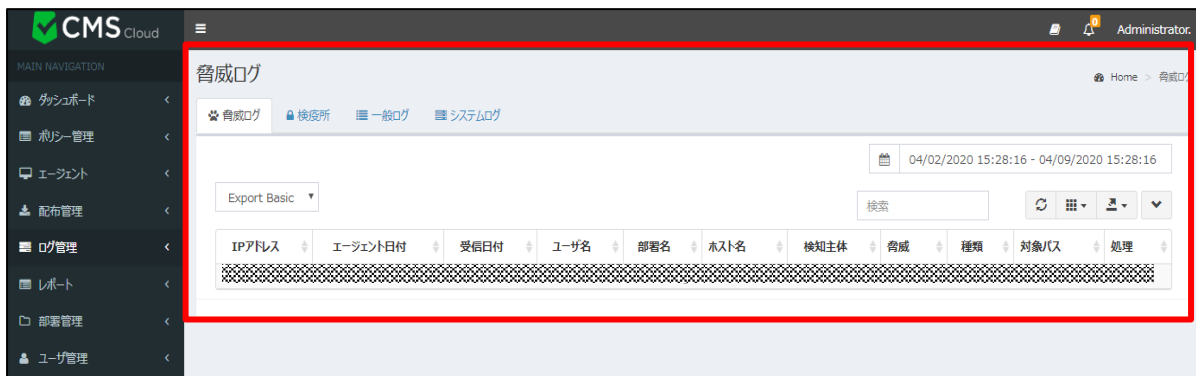 CMS Cloud
0
Administrator.
MAIN NAVIGATION
ダッシュボード
ポリシー管理
エージェント
配布管理
ログ管理
レポート
部署管理
ユーザ管理
脅威ログ
Home > 脅威ログ
脅威ログ 検疫所 一般ログ システムログ
04/02/2020 15:28:16 - 04/09/2020 15:28:16
Export Basic
検索
IPアドレス エージェント日付 受信日付 ユーザ名 部署名 ホスト名 検知主体 脅威 種類 対象パス 処理